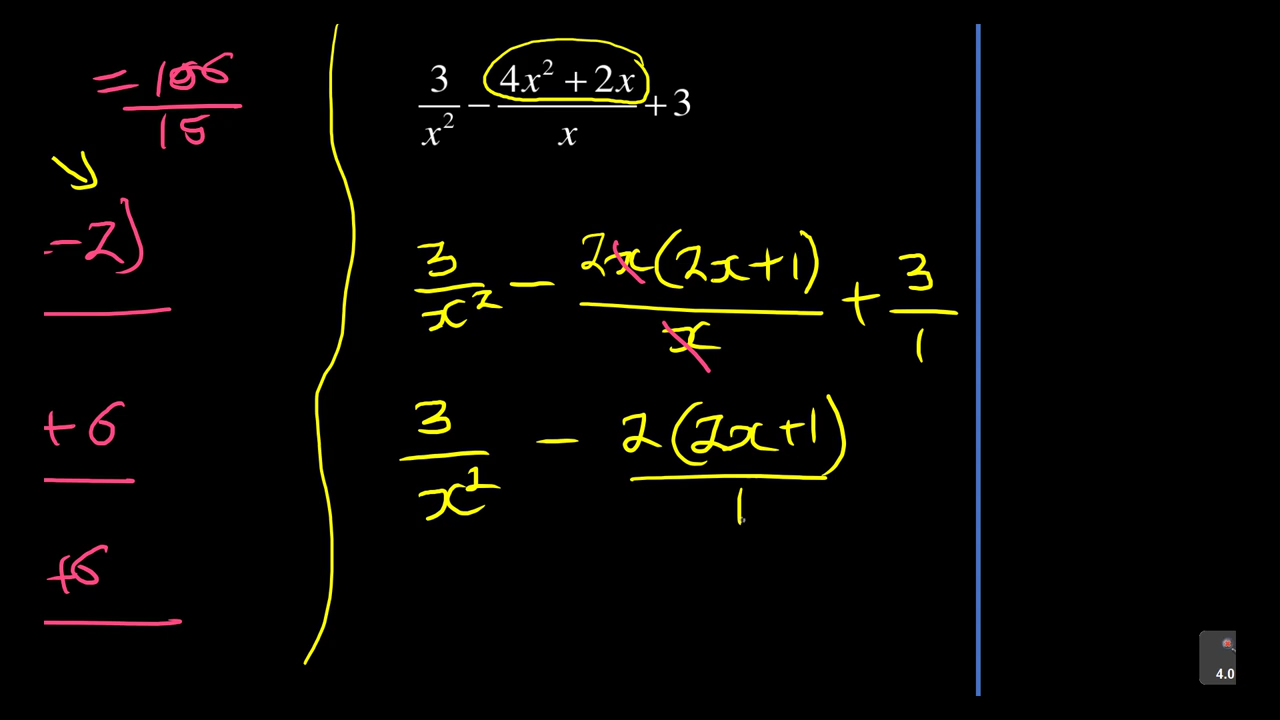 = 106/15
-2)
+ 6
+6
3/x² − (4x² + 2x)/x + 3
3/x² − 2x(2x+1)/x + 3/1
3/x² − 2(2x+1)/1
4.0